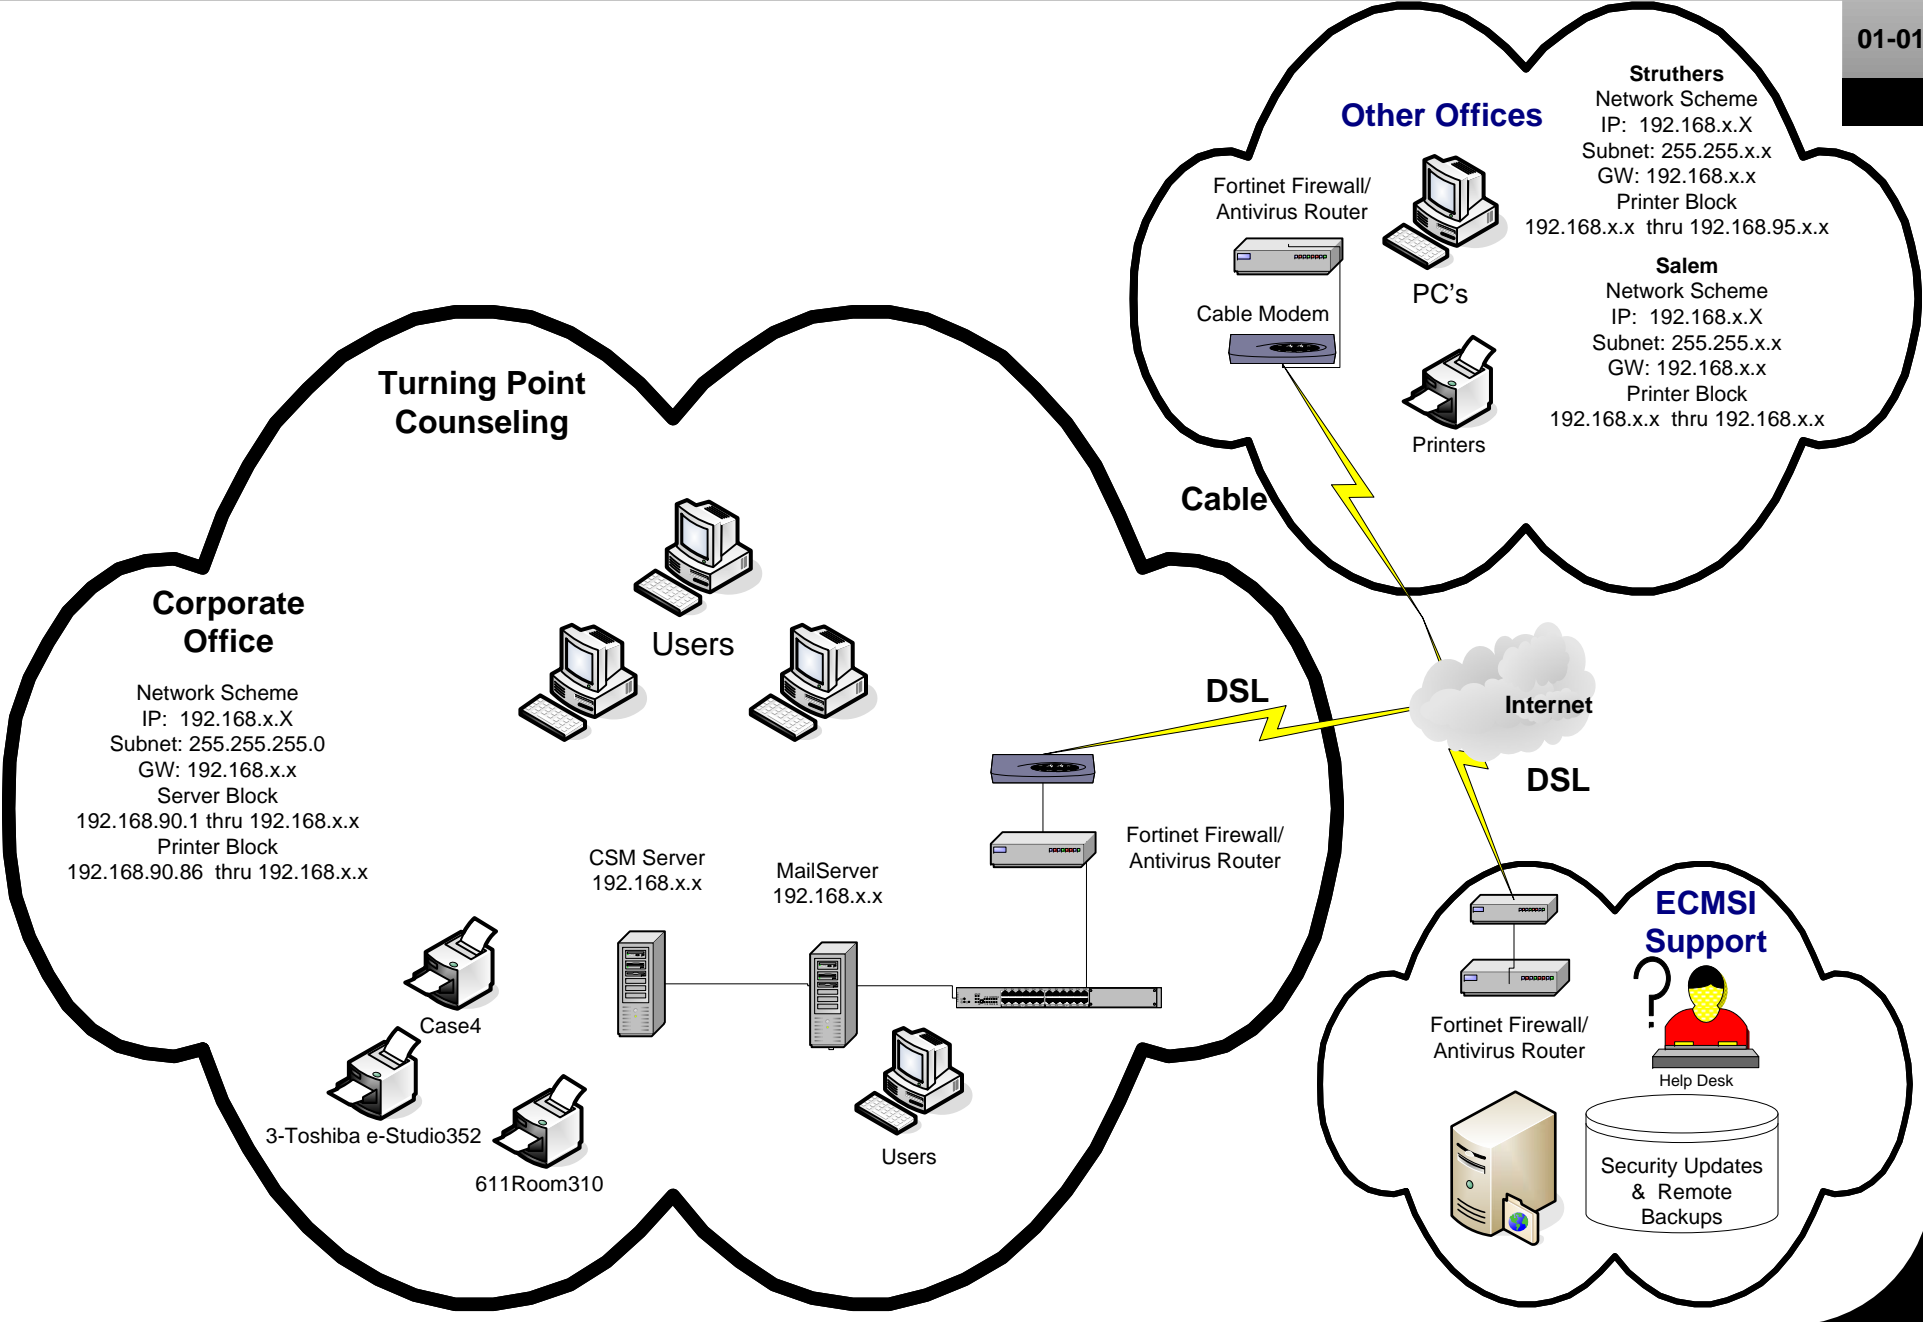 01-01
Struthers
Network Scheme
IP:  192.168.x.X
Subnet: 255.255.x.x
GW: 192.168.x.x
Printer Block
192.168.x.x  thru 192.168.95.x.x
Other Offices
Fortinet Firewall/
Antivirus Router
PC's
Cable Modem
Printers
Salem
Network Scheme
IP:  192.168.x.X
Subnet: 255.255.x.x
GW: 192.168.x.x
Printer Block
192.168.x.x  thru 192.168.x.x
Cable
Turning Point
Counseling
Corporate
Office
Network Scheme
IP:  192.168.x.X
Subnet: 255.255.255.0
GW: 192.168.x.x
Server Block
192.168.90.1 thru 192.168.x.x
Printer Block
192.168.90.86  thru 192.168.x.x
Users
DSL
Internet
DSL
Fortinet Firewall/
Antivirus Router
CSM Server
192.168.x.x
MailServer
192.168.x.x
Case4
3-Toshiba e-Studio352
611Room310
Users
ECMSI
Support
Fortinet Firewall/
Antivirus Router
?
Help Desk
Security Updates
&  Remote
Backups